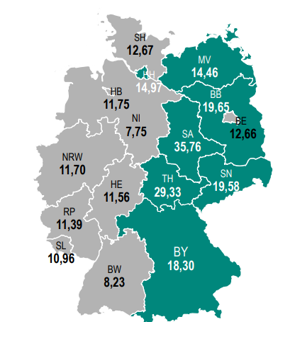 SH
12,67
MV
14,46
HH
14,97
BB
19,65
HB
11,75
BE
12,66
NI
7,75
SA
35,76
NRW
11,70
HE
11,56
TH
29,33
SN
19,58
RP
11,39
SL
10,96
BY
18,30
BW
8,23